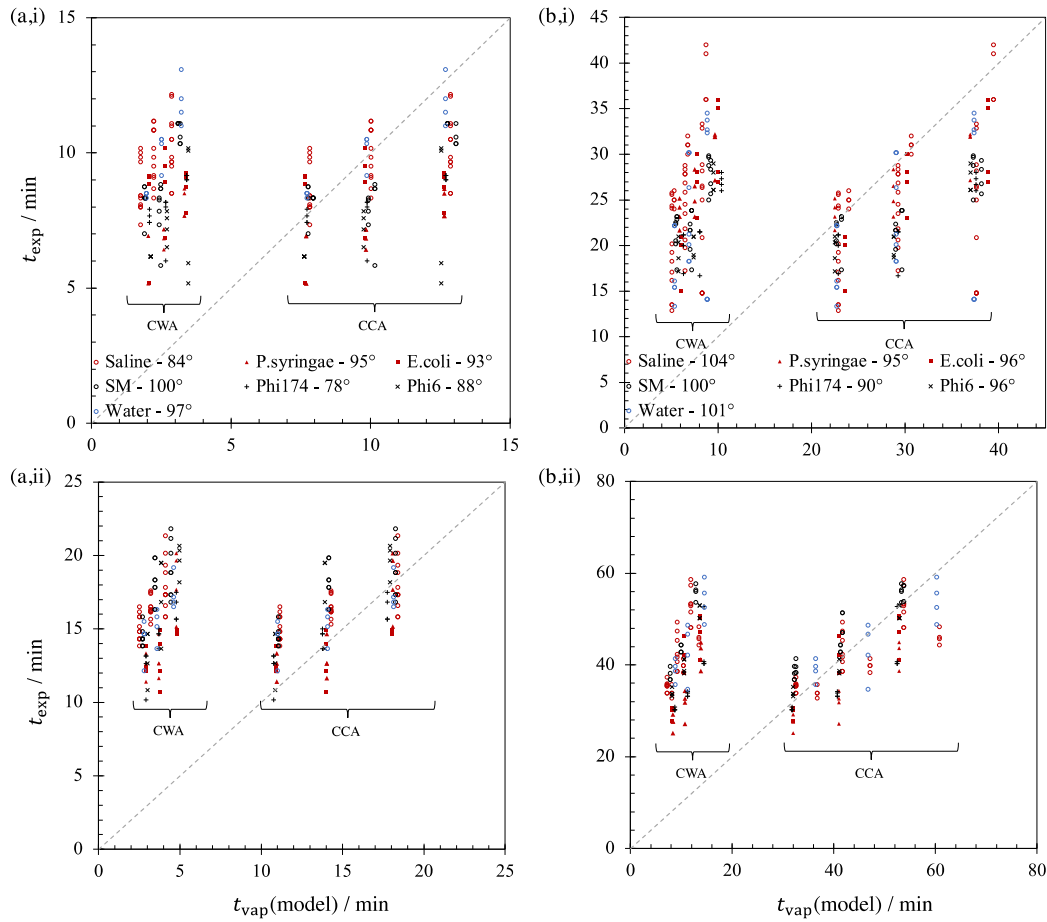 (a,i)
15
10
5
0
0
5
10
15
t_exp / min
CWA
CCA
Saline - 84°
P.syringae - 95°
E.coli - 93°
SM - 100°
Phi174 - 78°
Phi6 - 88°
Water - 97°
(b,i)
45
40
35
30
25
20
15
10
5
0
0
10
20
30
40
CWA
CCA
Saline - 104°
P.syringae - 95°
E.coli - 96°
SM - 100°
Phi174 - 90°
Phi6 - 96°
Water - 101°
(a,ii)
25
20
15
10
5
0
0
5
10
15
20
25
t_exp / min
CWA
CCA
t_vap(model) / min
(b,ii)
80
60
40
20
0
0
20
40
60
80
CWA
CCA
t_vap(model) / min